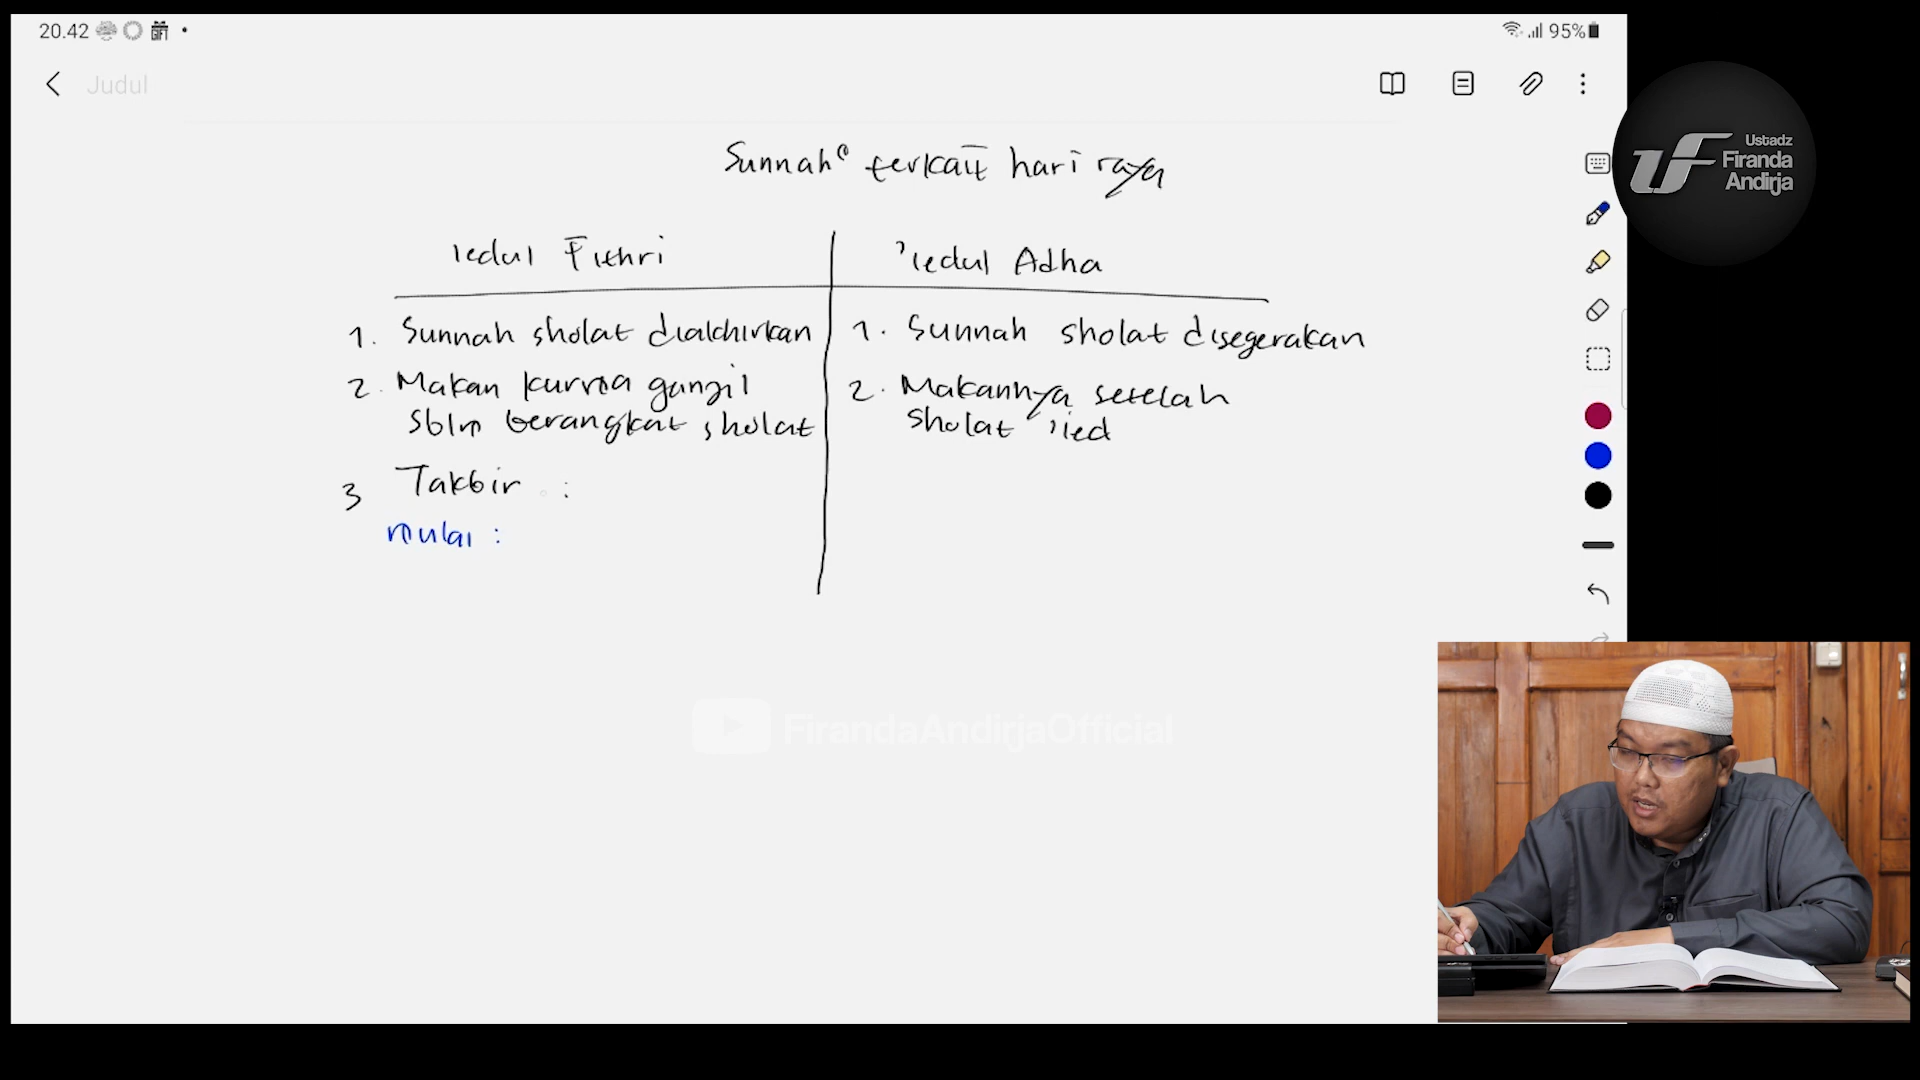 20.42
GIFT
95%
Judul
Ustadz
Firanda
Andirja
UF
Sunnah² terkait hari raya
Iedul Fithri
'Iedul Adha
1. Sunnah sholat diakhirkan
1. Sunnah sholat disegerakan
2. Makan kurma ganjil
sblm berangkat sholat
2. Makannya setelah
sholat 'ied
3 Takbir :
mulai :
FirandaAndirjaOfficial